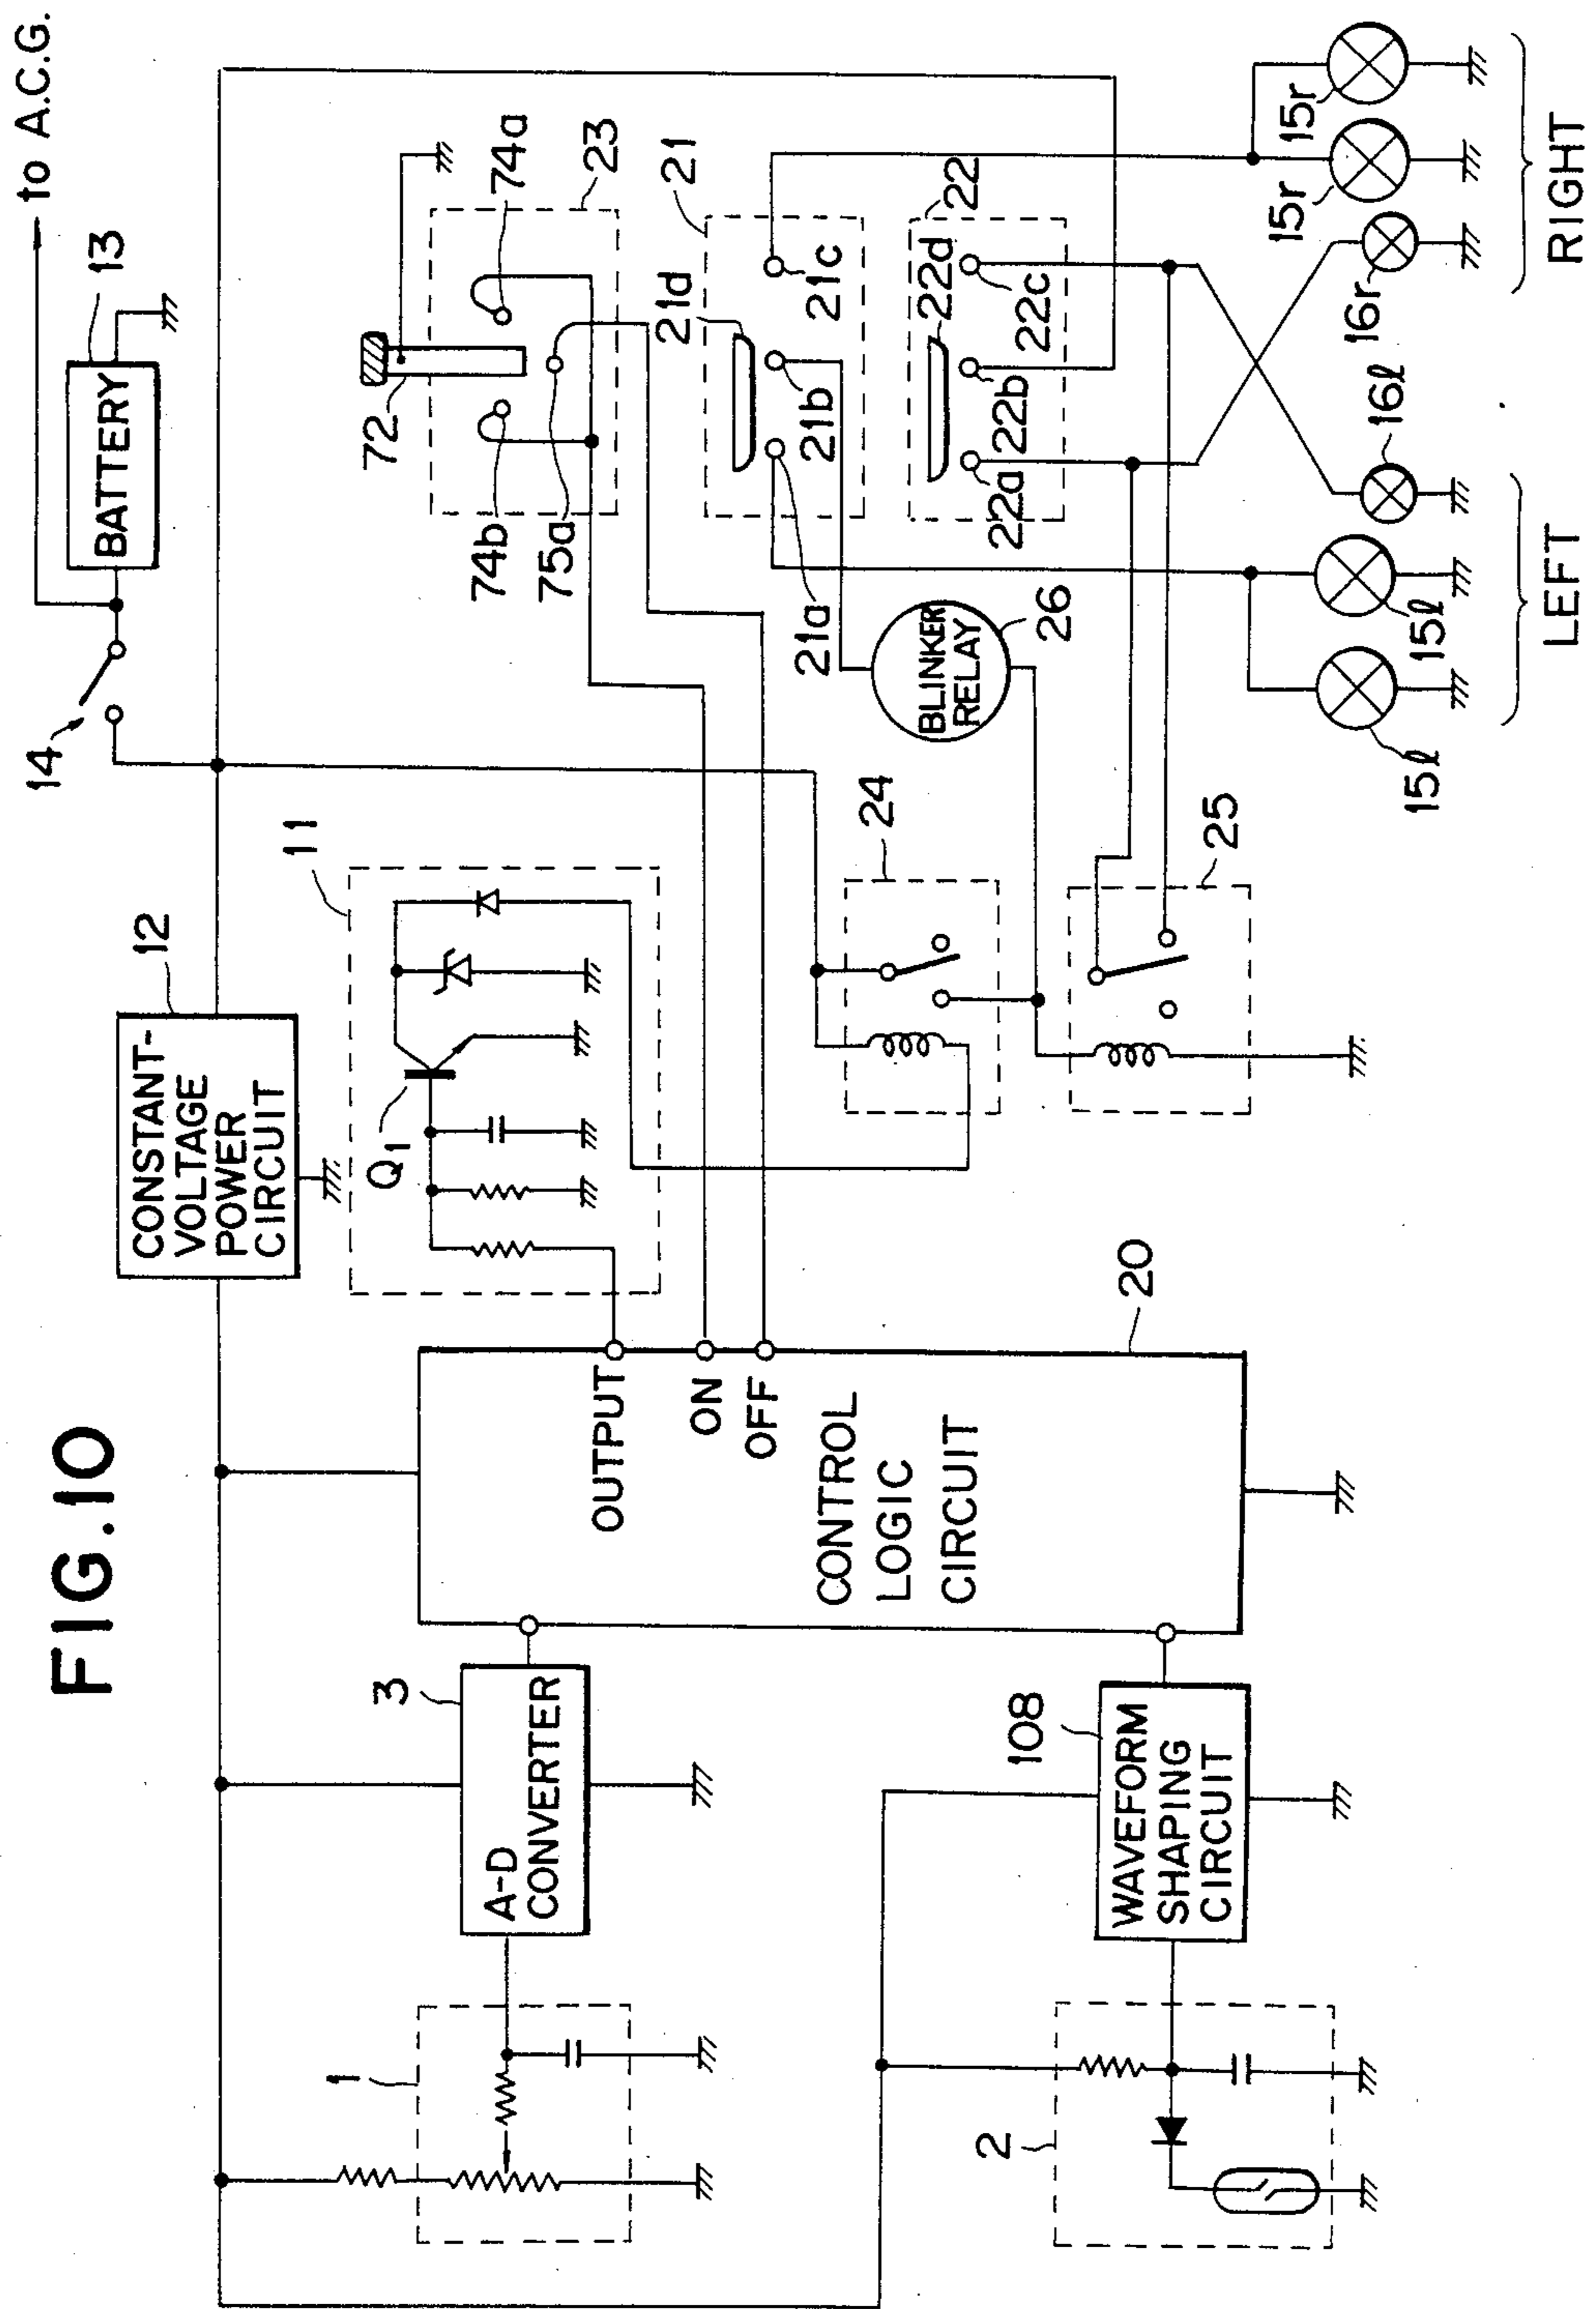 FIG.10
to A.C.G.
13
BATTERY
14
12
CONSTANT-
VOLTAGE
POWER
CIRCUIT
11
Q1
72
74a
74b
75a
23
21
21d
21c
21b
21a
22
22d
22c
22b
22a
BLINKER
RELAY
26
24
25
3
A-D
CONVERTER
1
OUTPUT
ON
OFF
CONTROL
LOGIC
CIRCUIT
20
108
WAVEFORM
SHAPING
CIRCUIT
2
15ℓ
15ℓ
16ℓ
16r
15r
15r
LEFT
RIGHT